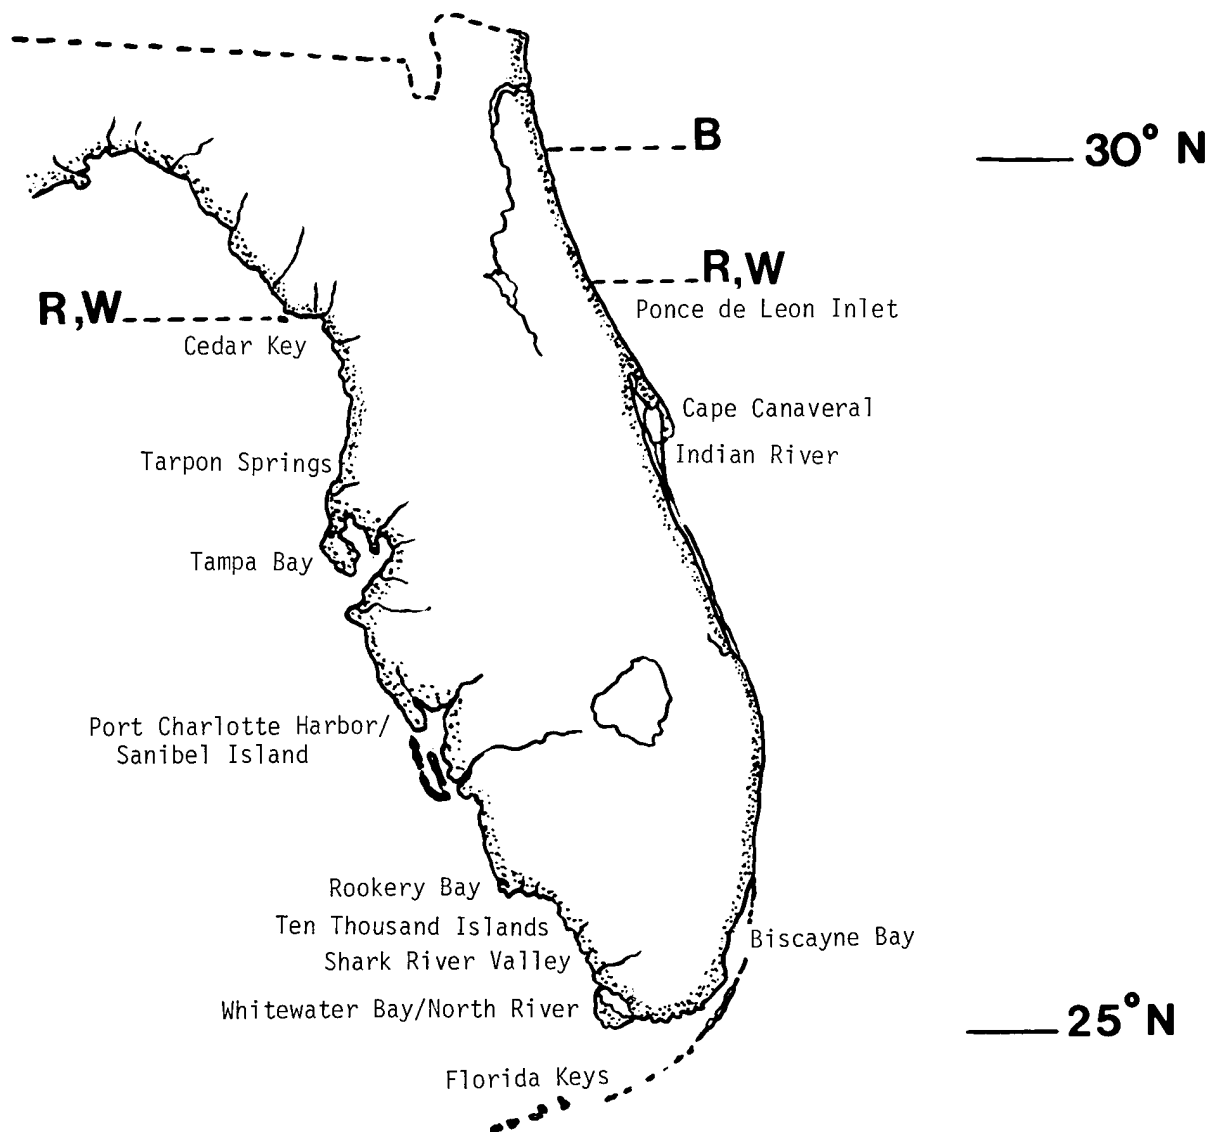 B
30° N
R,W
Ponce de Leon Inlet
R,W
Cedar Key
Cape Canaveral
Indian River
Tarpon Springs
Tampa Bay
Port Charlotte Harbor/
Sanibel Island
Rookery Bay
Ten Thousand Islands
Biscayne Bay
Shark River Valley
Whitewater Bay/North River
25° N
Florida Keys